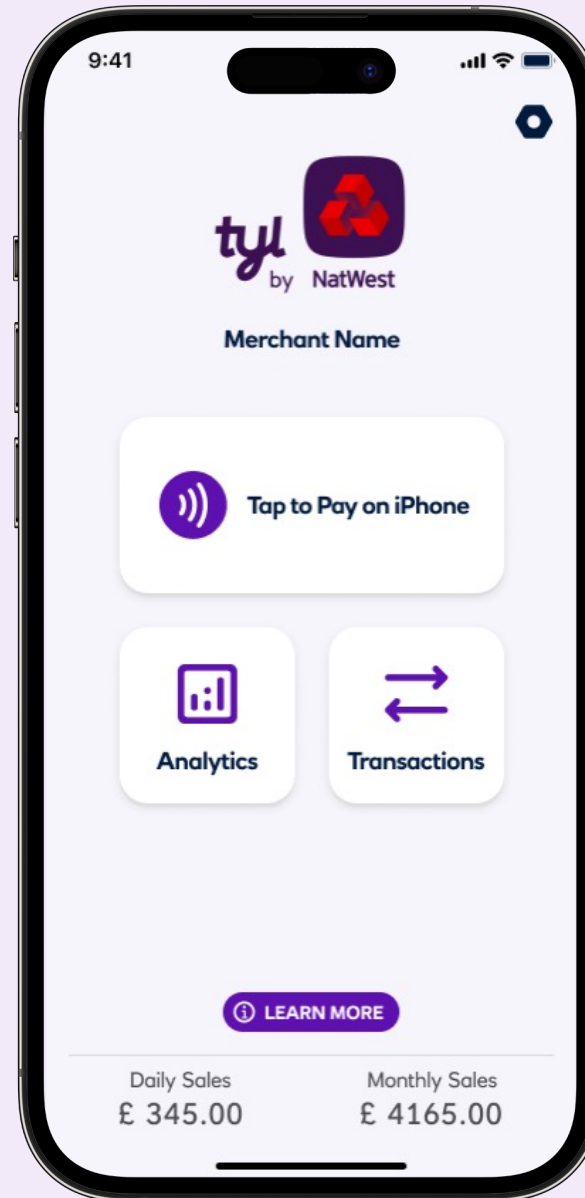 9:41
tyl
by NatWest
Merchant Name
Tap to Pay on iPhone
Analytics Transactions
LEARN MORE
Daily Sales Monthly Sales
£ 345.00 £ 4165.00